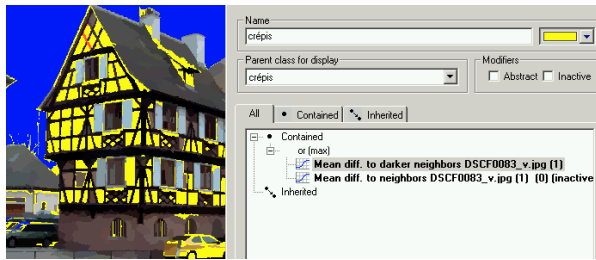 Name
crépis
Parent class for display
crépis
Modifiers
Abstract Inactive
All Contained Inherited
Contained
or (max)
Mean diff. to darker neighbors DSCF0083_v.jpg (1)
Mean diff. to neighbors DSCF0083_v.jpg (1) (0) (inactive
Inherited